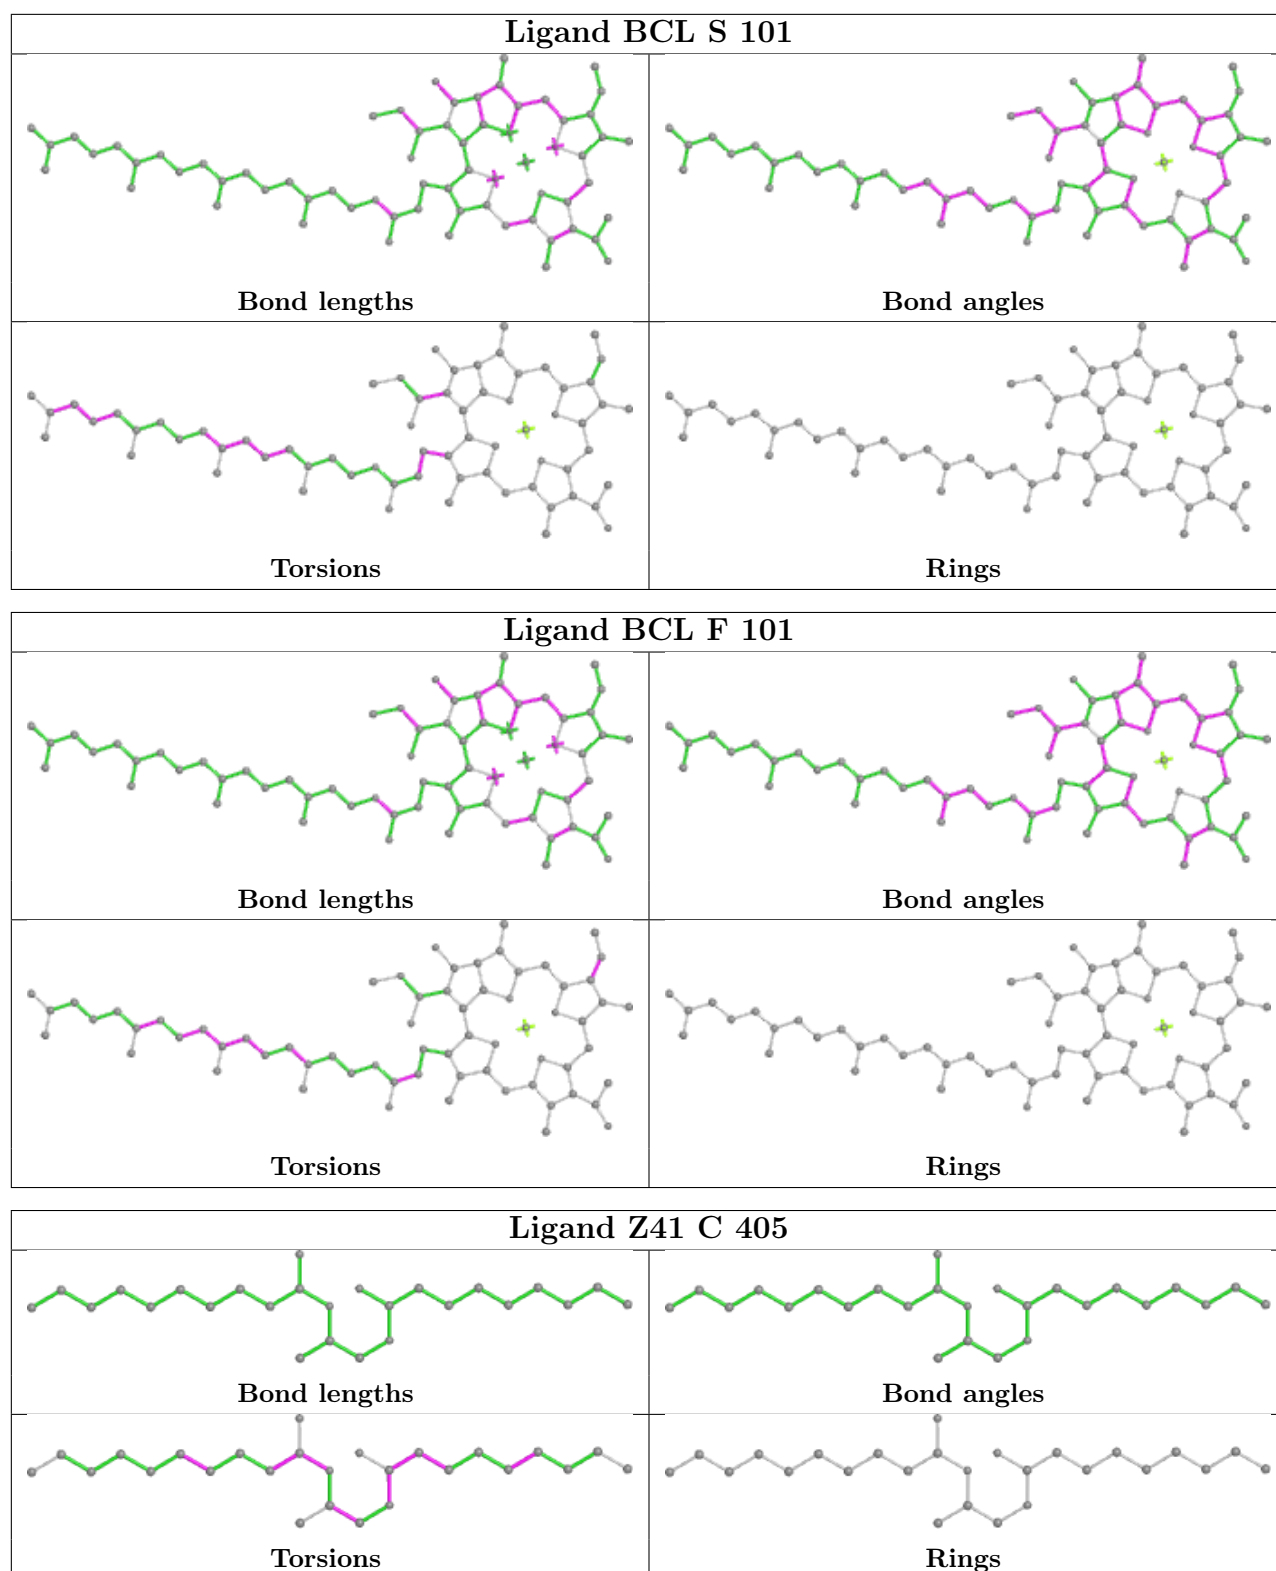 Ligand BCL S 101
Bond lengths
Bond angles
Torsions
Rings
Ligand BCL F 101
Bond lengths
Bond angles
Torsions
Rings
Ligand Z41 C 405
Bond lengths
Bond angles
Torsions
Rings